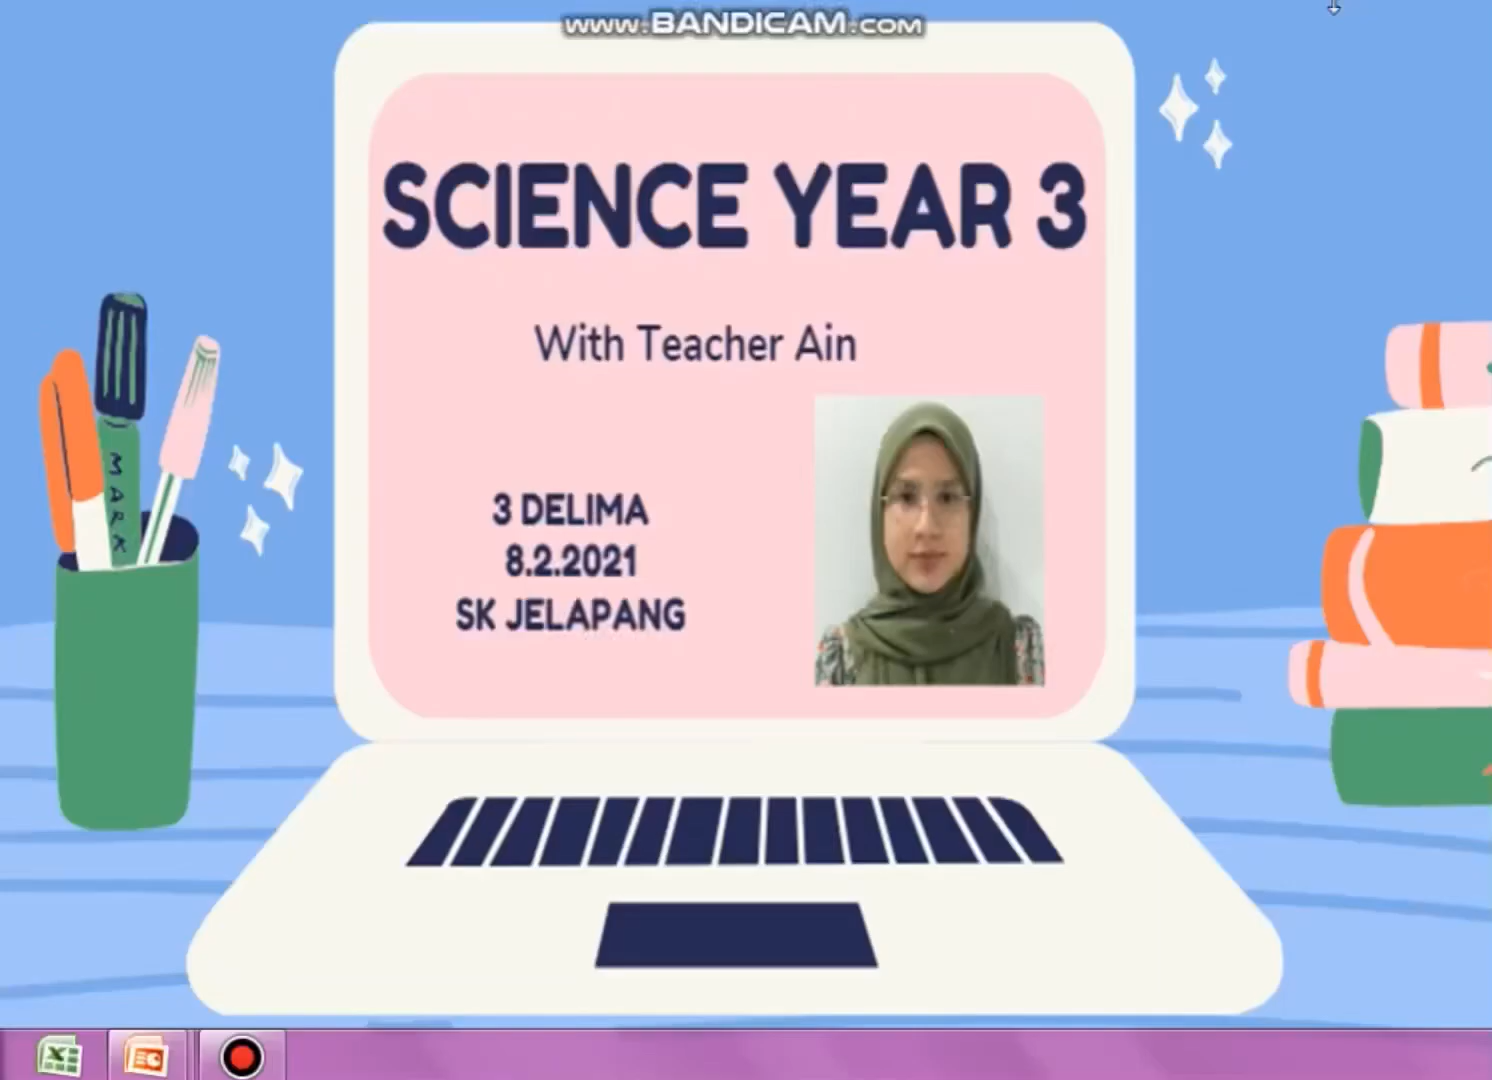 www.BANDICAM.com
SCIENCE YEAR 3
With Teacher Ain
3 DELIMA
8.2.2021
SK JELAPANG
MARK